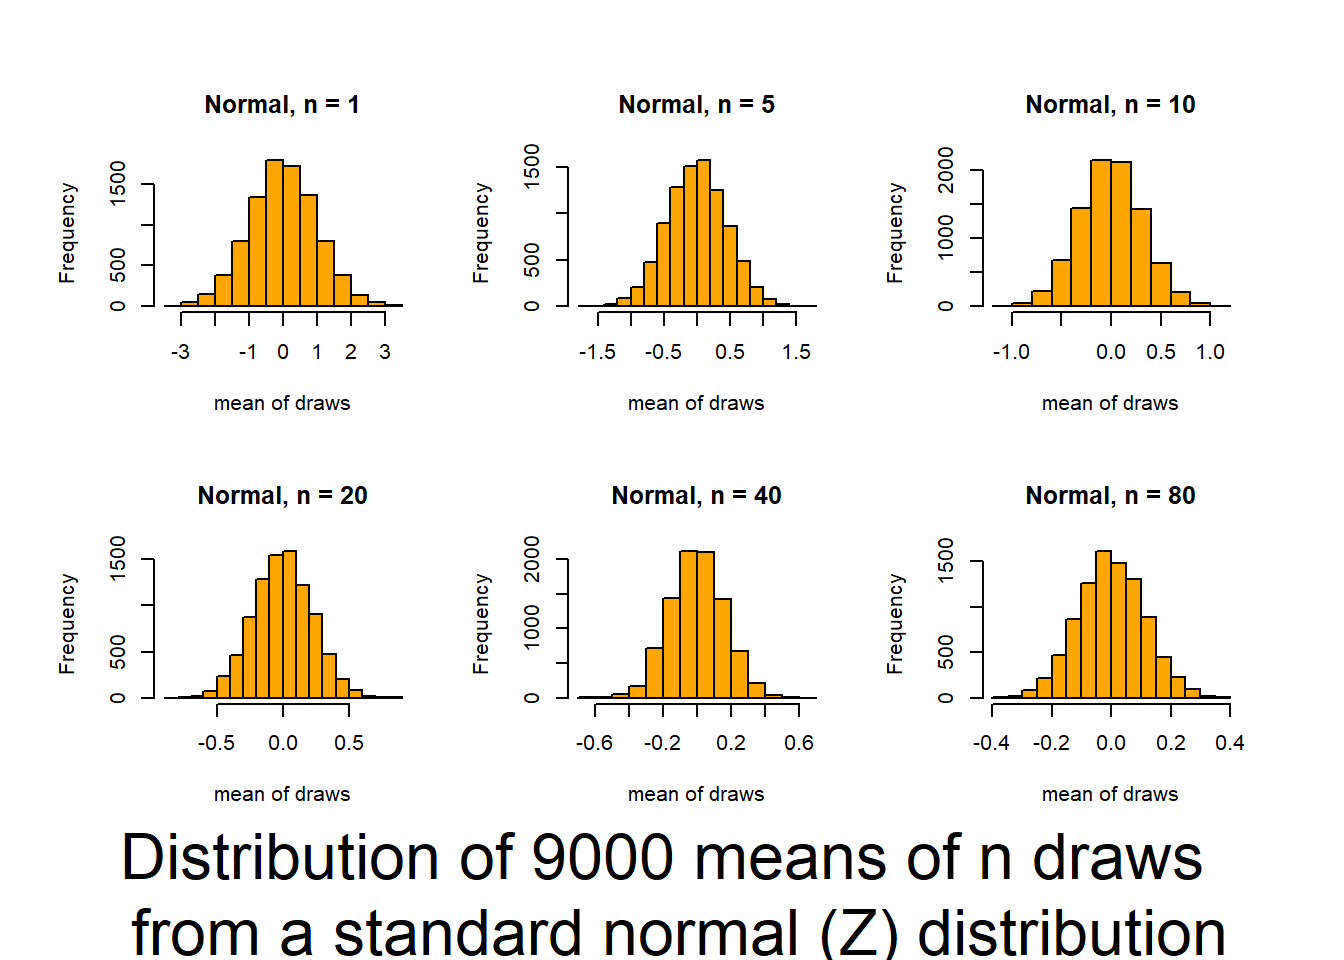 Normal, n = 1
Frequency
0 500 1500
-3 -1 0 1 2 3
mean of draws
Normal, n = 5
Frequency
0 500 1500
-1.5 -0.5 0.5 1.5
mean of draws
Normal, n = 10
Frequency
0 1000 2000
-1.0 0.0 0.5 1.0
mean of draws
Normal, n = 20
Frequency
0 500 1500
-0.5 0.0 0.5
mean of draws
Normal, n = 40
Frequency
0 1000 2000
-0.6 -0.2 0.2 0.6
mean of draws
Normal, n = 80
Frequency
0 500 1500
-0.4 -0.2 0.0 0.2 0.4
mean of draws
Distribution of 9000 means of n draws
from a standard normal (Z) distribution